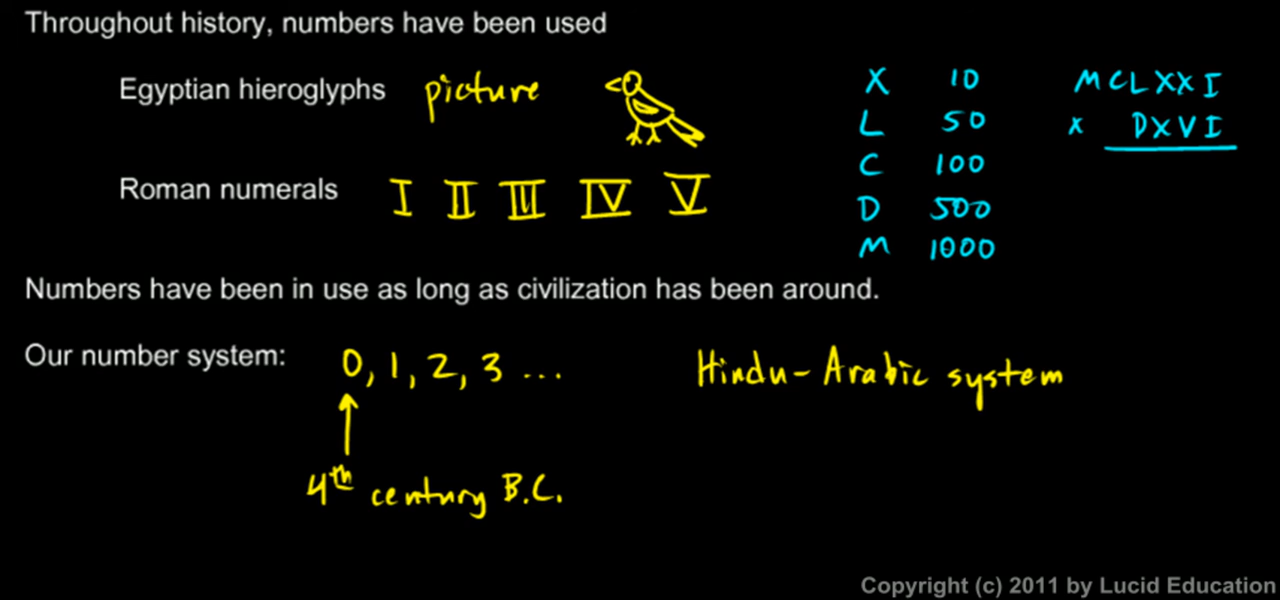 Throughout history, numbers have been used
Egyptian hieroglyphs picture
Roman numerals I II III IV V
X 10
L 50
C 100
D 500
M 1000
MCLXXI
x DXVI
Numbers have been in use as long as civilization has been around.
Our number system: 0, 1, 2, 3 ... Hindu-Arabic system
4th century B.C.
Copyright (c) 2011 by Lucid Education